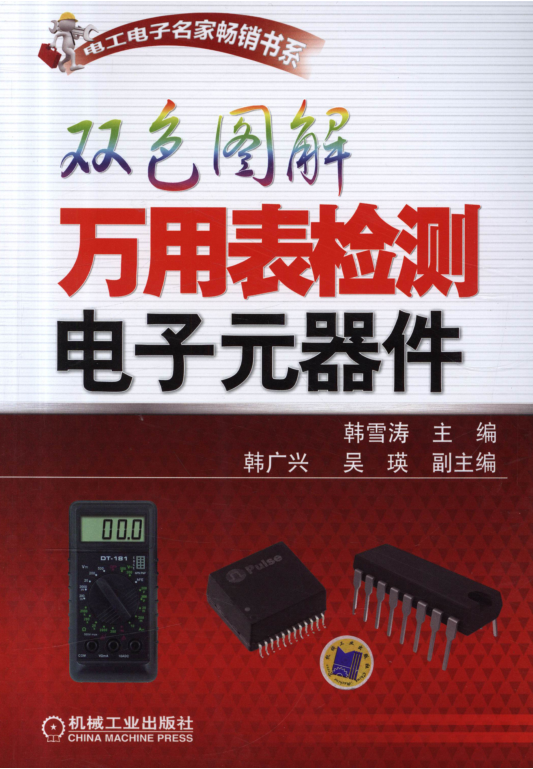 电工电子名家畅销书系
双色图解
万用表检测
电子元器件
韩雪涛 主 编
韩广兴 吴 瑛 副主编
00.0
DT-181
Pulse
机械工业出版社
CHINA MACHINE PRESS